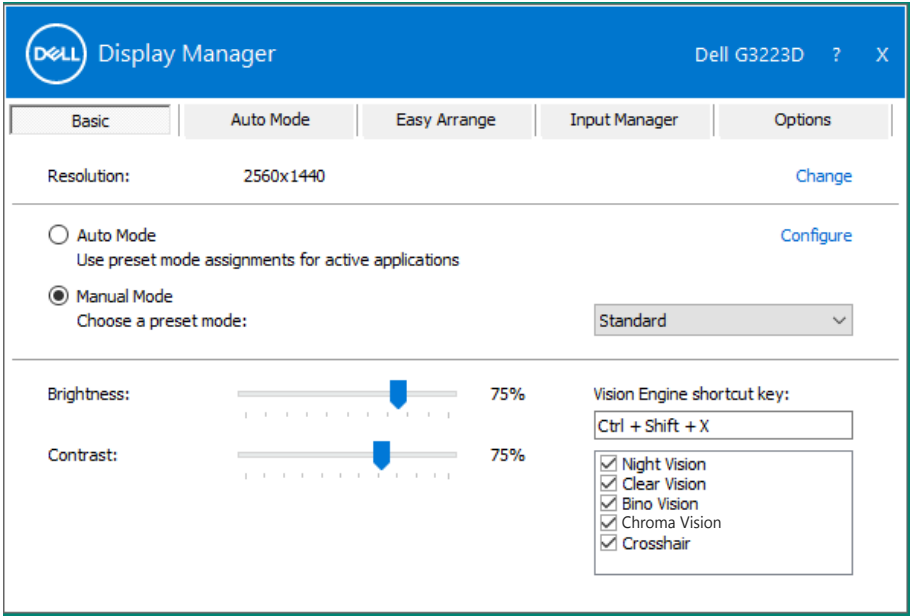 DELL Display Manager Dell G3223D ? X
Basic Auto Mode Easy Arrange Input Manager Options
Resolution: 2560x1440 Change
Auto Mode Configure
Use preset mode assignments for active applications
Manual Mode
Choose a preset mode: Standard
Brightness: 75% Vision Engine shortcut key:
Ctrl + Shift + X
Contrast: 75%
Night Vision
Clear Vision
Bino Vision
Chroma Vision
Crosshair